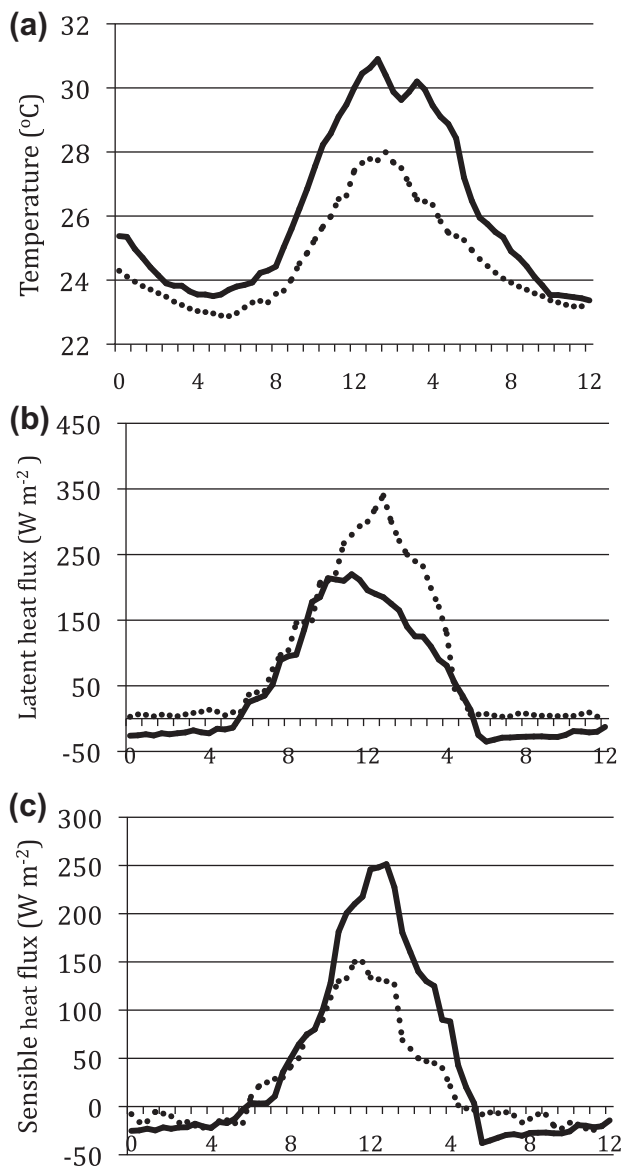 (a)
Temperature (ºC)
32
30
28
26
24
22
0 4 8 12 4 8 12
(b)
Latent heat flux (W m-2 )
450
350
250
150
50
-50
0 4 8 12 4 8 12
(c)
Sensible heat flux (W m-2)
300
250
200
150
100
50
0
-50
0 4 8 12 4 8 12